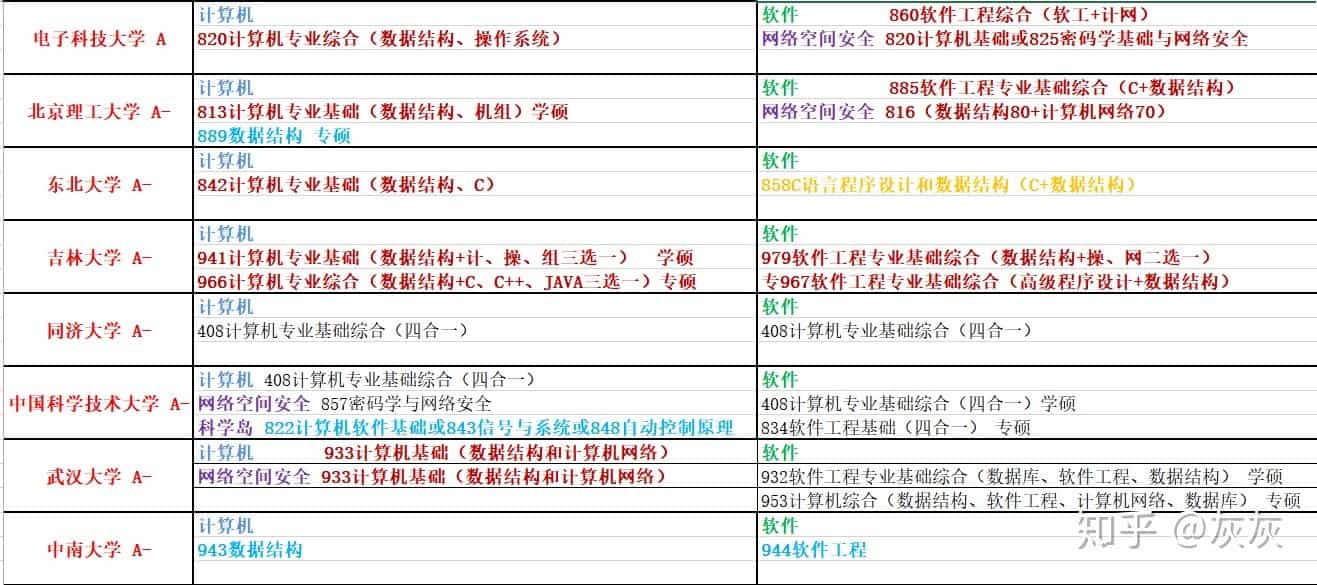 电子科技大学 A
计算机
820计算机专业综合（数据结构、操作系统）
软件 860软件工程综合（软工+计网）
网络空间安全 820计算机基础或825密码学基础与网络安全
北京理工大学 A-
计算机
813计算机专业基础（数据结构、机组）学硕
889数据结构 专硕
软件 885软件工程专业基础综合（C+数据结构）
网络空间安全 816（数据结构80+计算机网络70）
东北大学 A-
计算机
842计算机专业基础（数据结构、C）
软件
858C语言程序设计和数据结构（C+数据结构）
吉林大学 A-
计算机
941计算机专业基础（数据结构+计、操、组三选一） 学硕
966计算机专业综合（数据结构+C、C++、JAVA三选一）专硕
软件
979软件工程专业基础综合（数据结构+操、网二选一）
专967软件工程专业基础综合（高级程序设计+数据结构）
同济大学 A-
计算机
408计算机专业基础综合（四合一）
软件
408计算机专业基础综合（四合一）
中国科学技术大学 A-
计算机 408计算机专业基础综合（四合一）
网络空间安全 857密码学与网络安全
科学岛 822计算机软件基础或843信号与系统或848自动控制原理
软件
408计算机专业基础综合（四合一）学硕
834软件工程基础（四合一） 专硕
武汉大学 A-
计算机 933计算机基础（数据结构和计算机网络）
网络空间安全 933计算机基础（数据结构和计算机网络）
软件
932软件工程专业基础综合（数据库、软件工程、数据结构） 学硕
953计算机综合（数据结构、软件工程、计算机网络、数据库） 专硕
中南大学 A-
计算机
943数据结构
软件
944软件工程
知乎 @灰灰